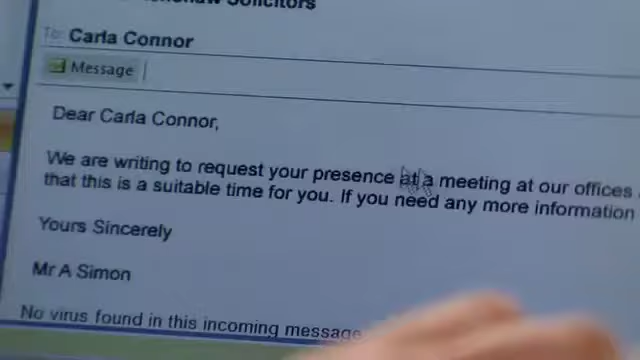 Solicitors
To: Carla Connor
Message
Dear Carla Connor,
We are writing to request your presence at a meeting at our offices
that this is a suitable time for you. If you need any more information
Yours Sincerely
Mr A Simon
No virus found in this incoming message